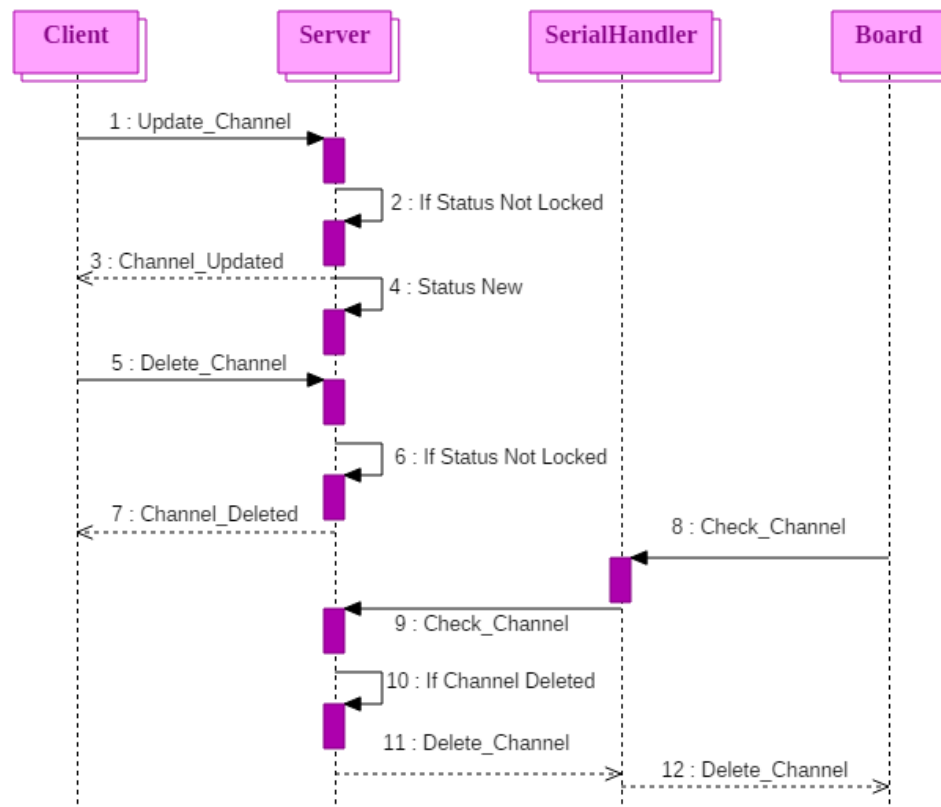 Client
Server
SerialHandler
Board
1 : Update_Channel
2 : If Status Not Locked
3 : Channel_Updated
4 : Status New
5 : Delete_Channel
6 : If Status Not Locked
7 : Channel_Deleted
8 : Check_Channel
9 : Check_Channel
10 : If Channel Deleted
11 : Delete_Channel
12 : Delete_Channel